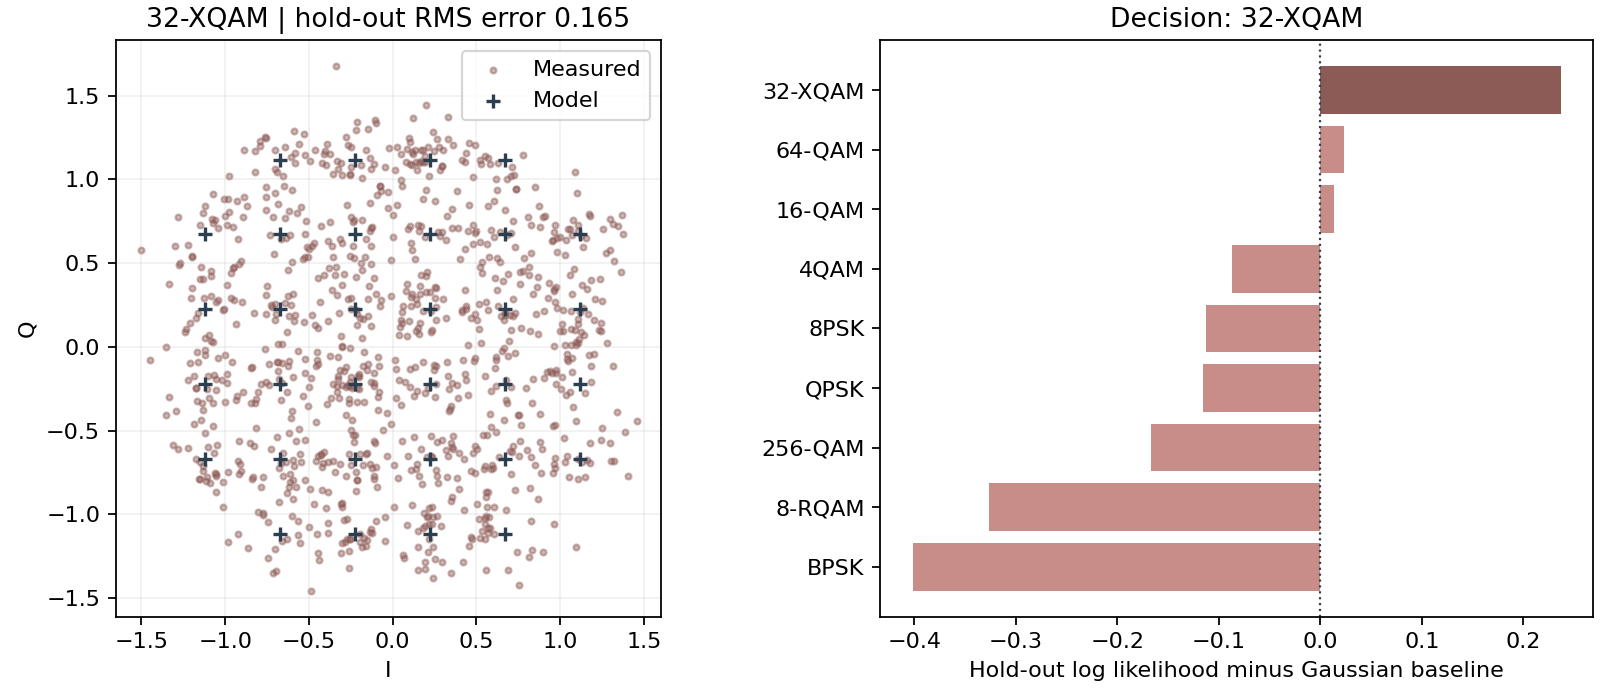 32-XQAM | hold-out RMS error 0.165
Measured
Model
1.5
1.0
0.5
0.0
−0.5
−1.0
−1.5
Q
−1.5
−1.0
−0.5
0.0
0.5
1.0
1.5
I
Decision: 32-XQAM
32-XQAM
64-QAM
16-QAM
4QAM
8PSK
QPSK
256-QAM
8-RQAM
BPSK
−0.4
−0.3
−0.2
−0.1
0.0
0.1
0.2
Hold-out log likelihood minus Gaussian baseline